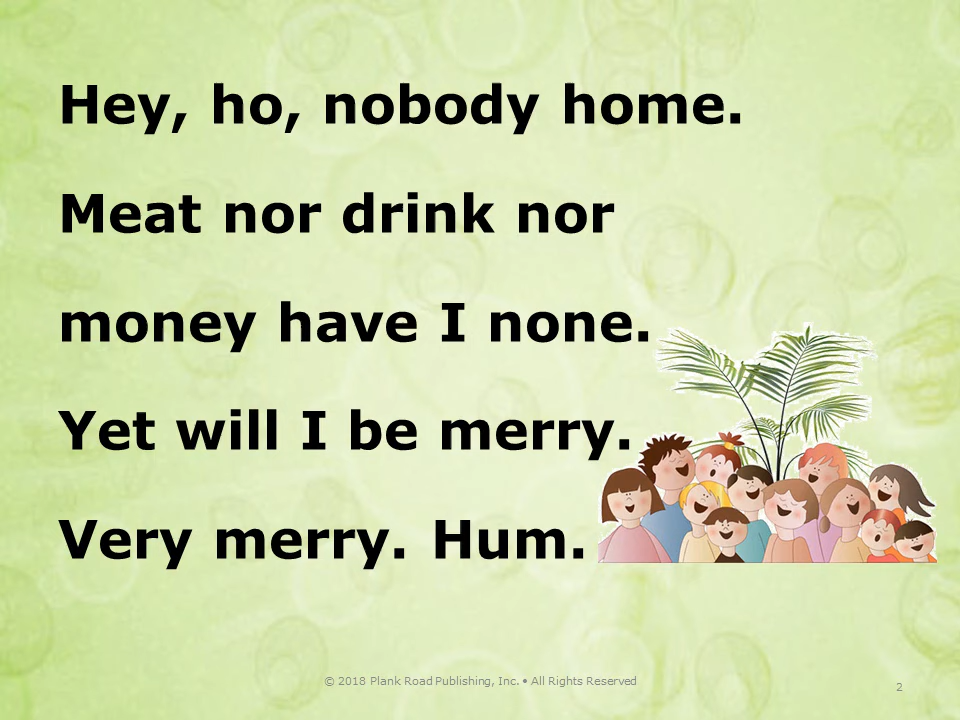 Hey, ho, nobody home.
Meat nor drink nor
money have I none.
Yet will I be merry.
Very merry. Hum.
© 2018 Plank Road Publishing, Inc. • All Rights Reserved
2